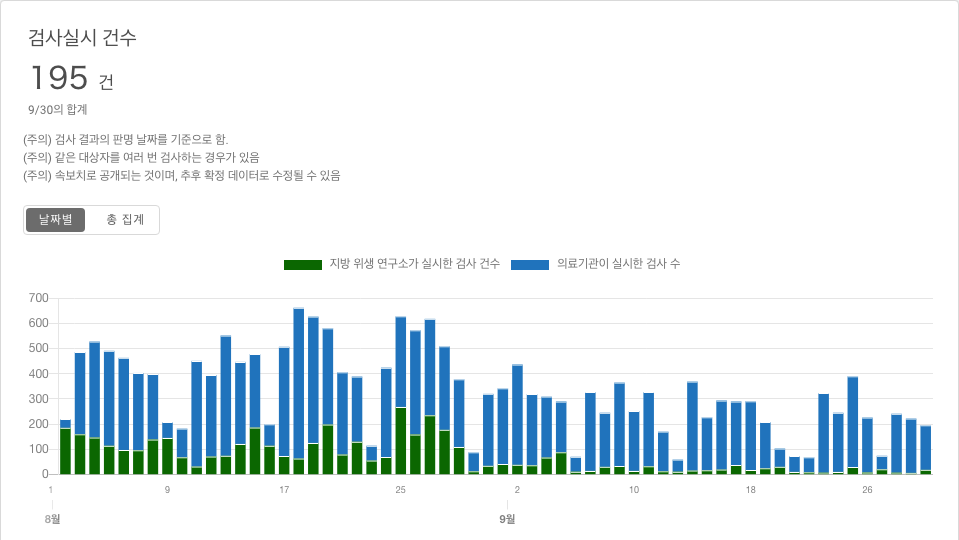 검사실시 건수
195 건
9/30의 합계
(주의) 검사 결과의 판명 날짜를 기준으로 함.
(주의) 같은 대상자를 여러 번 검사하는 경우가 있음
(주의) 속보치로 공개되는 것이며, 추후 확정 데이터로 수정될 수 있음
날짜별 총 집계
지방 위생 연구소가 실시한 검사 건수 의료기관이 실시한 검사 수
700
600
500
400
300
200
100
0
1 9 17 25 2 10 18 26
8월 9월